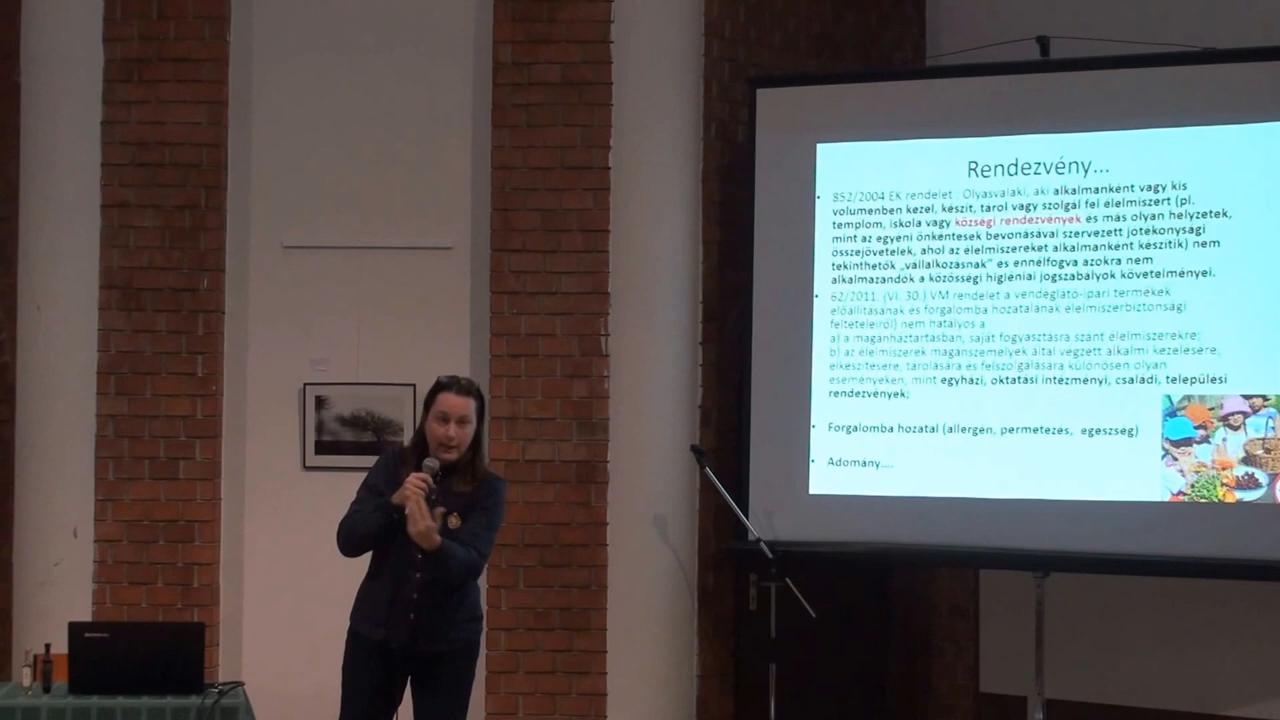 Rendezvény...
• 852/2004 EK rendelet : Olyasvalaki, aki alkalmanként vagy kis
volumenben kezel, készít, tárol vagy szolgál fel élelmiszert (pl.
templom, iskola vagy községi rendezvények és más olyan helyzetek,
mint az egyéni önkéntesek bevonásával szervezett jótékonysági
összejövetelek, ahol az élelmiszereket alkalmanként készítik) nem
tekinthetők „vállalkozásnak” és ennélfogva azokra nem
alkalmazandók a közösségi higiéniai jogszabályok követelményei.
• 62/2011. (VI. 30.) VM rendelet a vendéglátó-ipari termékek
előállításának és forgalomba hozatalának élelmiszerbiztonsági
feltételeiről) nem hatályos a
a) a magánháztartásban, saját fogyasztásra szánt élelmiszerekre;
b) az élelmiszerek magánszemélyek által végzett alkalmi kezelésére,
elkészítésére, tárolására és felszolgálására különösen olyan
eseményeken, mint egyházi, oktatási intézményi, családi, települési
rendezvények;
• Forgalomba hozatal (allergén, permetezés, egészség)
• Adomány....